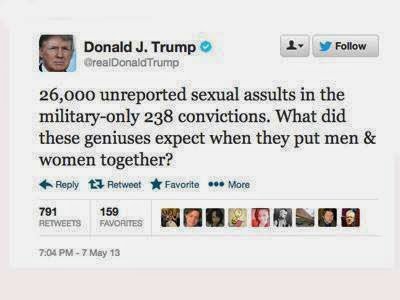 Donald J. Trump
@realDonaldTrump
Follow
26,000 unreported sexual assults in the
military-only 238 convictions. What did
these geniuses expect when they put men &
women together?
Reply Retweet Favorite More
791 159
RETWEETS FAVORITES
7:04 PM - 7 May 13